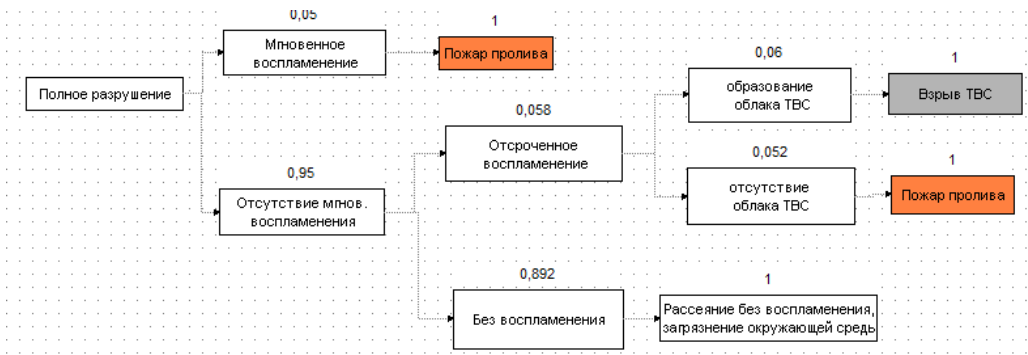 0,05
Мгновенное
воспламенение
1
Пожар пролива
Полное разрушение
0,95
Отсутствие мгнов.
воспламенения
0,058
Отсроченное
воспламенение
0,06
образование
облака ТВС
1
Взрыв ТВС
0,052
отсутствие
облака ТВС
1
Пожар пролива
0,892
Без воспламенения
1
Рассеяние без воспламенения,
загрязнение окружающей средь